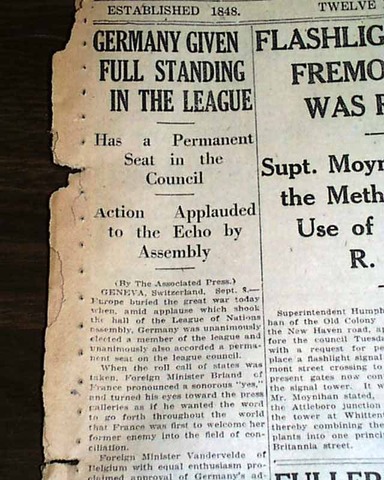 ESTABLISHED 1848.
TWELVE
GERMANY GIVEN
FULL STANDING
IN THE LEAGUE
Has a Permanent
Seat in the
Council
Action Applauded
to the Echo by
Assembly
(By The Associated Press.)
GENEVA, Switzerland, Sept. 8.—
Europe buried the great war today
when, amid applause which shook
the hall of the League of Nations
assembly, Germany was unanimously
elected a member of the league and
unanimously also accorded a perma-
nent seat on the league council.
When the roll call of states was
taken, Foreign Minister Briand of
France pronounced a sonorous "yes,"
and turned his eyes toward the press
galleries as if he wanted the word
to go forth throughout the world
that France was first to welcome her
former enemy into the field of con-
ciliation.
Foreign Minister Vandervelde of
Belgium with equal enthusiasm pro-
claimed approval of Germany's ad-
FLASHLIG
FREMO
WAS
Supt. Moyn
the Meth
Use of
R.
Superintendent Humph
han of the Old Colony
the New Haven road, ap
fore the council Tuesda
with a request for pe
place a flashlight signal
mont street crossing to
present gates now con
the signal tower. It w
Mr. Moynihan stated,
the Attleboro junction
tower at Whitten
thereby combining the
plants into one princ
Britannia street.
FULLER